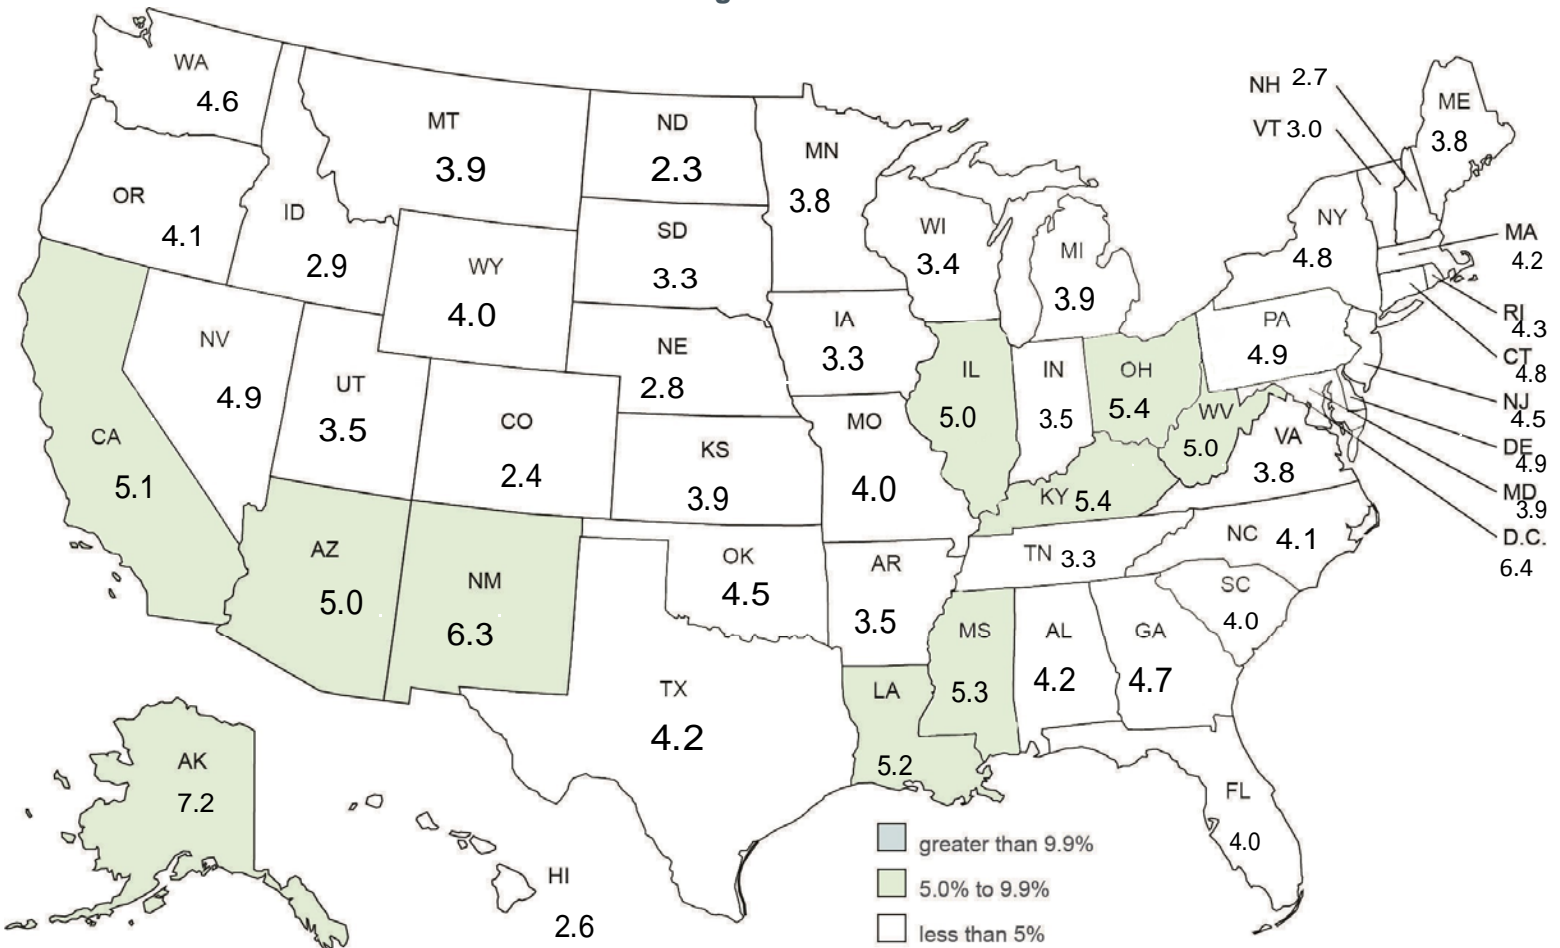 WA
4.6
MT
3.9
ND
2.3
MN
3.8
NH 2.7
VT 3.0
ME
3.8
OR
4.1
ID
2.9
WY
4.0
SD
3.3
WI
3.4
MI
3.9
NY
4.8
MA
4.2
RI
4.3
CT
4.8
NJ
4.5
DE
4.9
MD
3.9
D.C.
6.4
NV
4.9
UT
3.5
CO
2.4
NE
2.8
IA
3.3
IL
5.0
IN
3.5
OH
5.4
PA
4.9
WV
5.0
VA
3.8
CA
5.1
KS
3.9
MO
4.0
KY 5.4
AZ
5.0
NM
6.3
OK
4.5
AR
3.5
TN 3.3
NC 4.1
SC
4.0
TX
4.2
LA
5.2
MS
5.3
AL
4.2
GA
4.7
FL
4.0
AK
7.2
HI
2.6
greater than 9.9%
5.0% to 9.9%
less than 5%